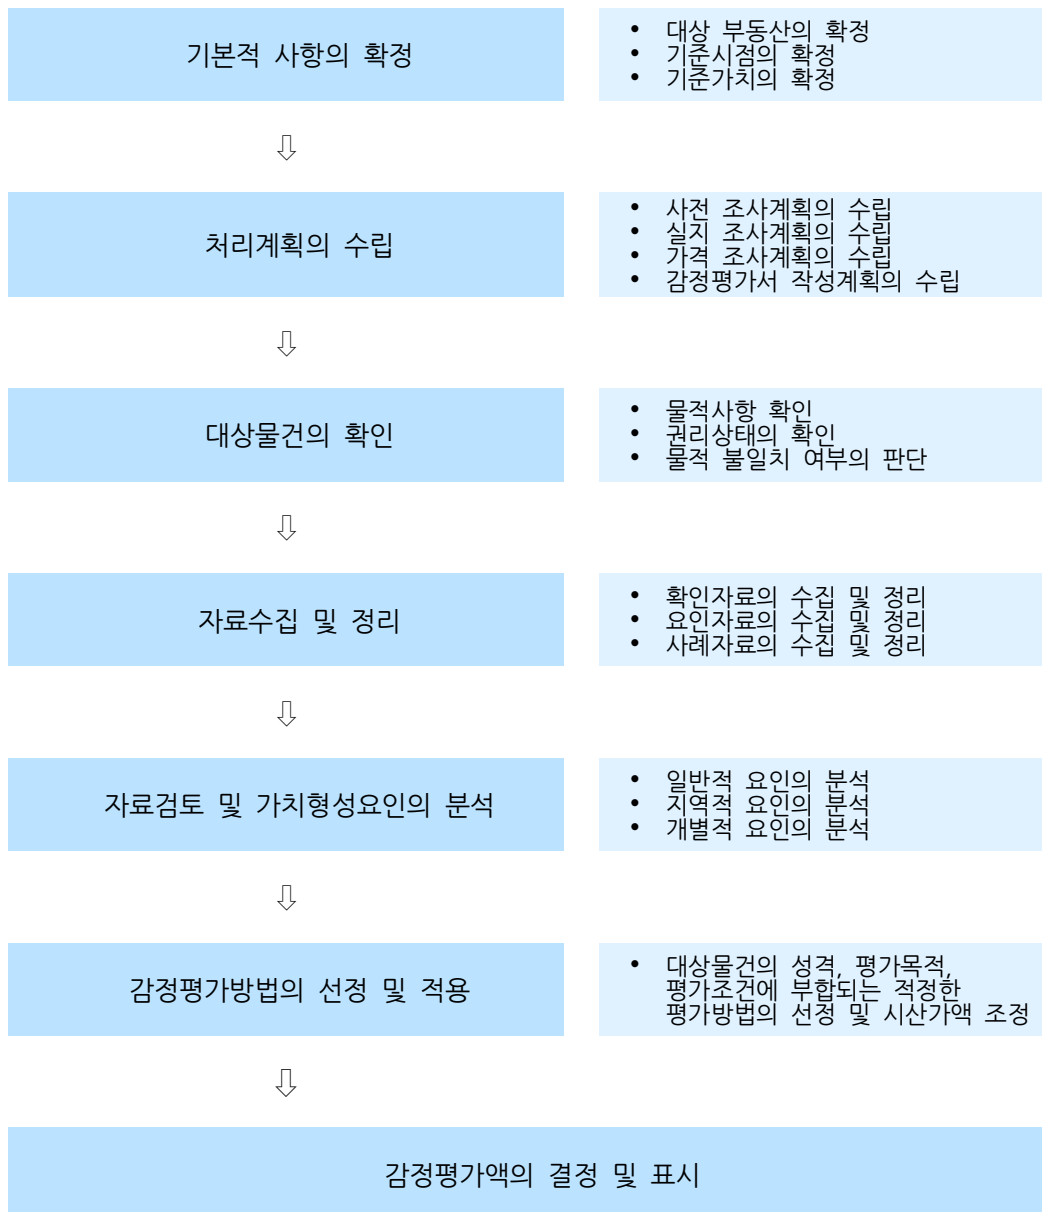 기본적 사항의 확정
• 대상 부동산의 확정
• 기준시점의 확정
• 기준가치의 확정
처리계획의 수립
• 사전 조사계획의 수립
• 실지 조사계획의 수립
• 가격 조사계획의 수립
• 감정평가서 작성계획의 수립
대상물건의 확인
• 물적사항 확인
• 권리상태의 확인
• 물적 불일치 여부의 판단
자료수집 및 정리
• 확인자료의 수집 및 정리
• 요인자료의 수집 및 정리
• 사례자료의 수집 및 정리
자료검토 및 가치형성요인의 분석
• 일반적 요인의 분석
• 지역적 요인의 분석
• 개별적 요인의 분석
감정평가방법의 선정 및 적용
• 대상물건의 성격, 평가목적,
평가조건에 부합되는 적정한
평가방법의 선정 및 시산가액 조정
감정평가액의 결정 및 표시